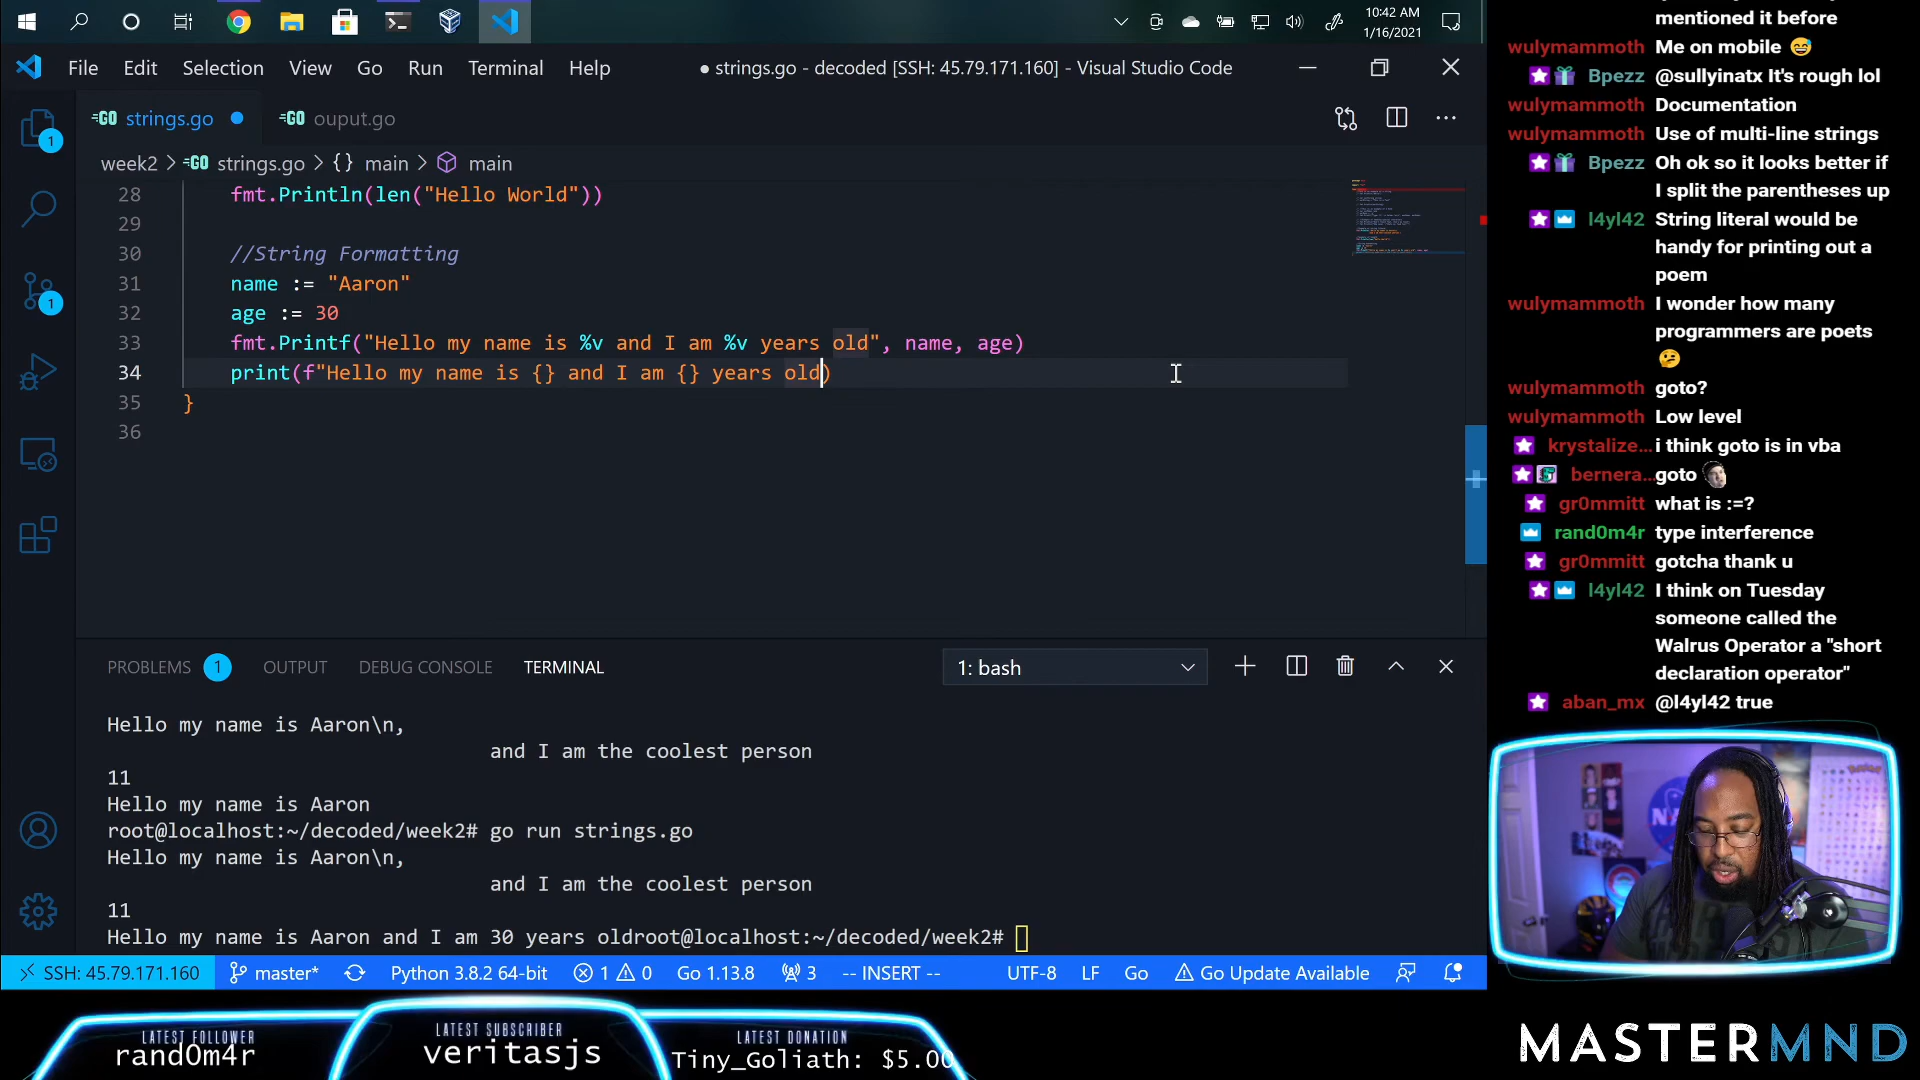 10:42 AM
1/16/2021
File Edit Selection View Go Run Terminal Help
● strings.go - decoded [SSH: 45.79.171.160] - Visual Studio Code
GO strings.go ●
GO ouput.go
week2 > GO strings.go > {} main > main
28 fmt.Println(len("Hello World"))
29
30 //String Formatting
31 name := "Aaron"
32 age := 30
33 fmt.Printf("Hello my name is %v and I am %v years old", name, age)
34 print(f"Hello my name is {} and I am {} years old)
35 }
36
PROBLEMS 1 OUTPUT DEBUG CONSOLE TERMINAL 1: bash
Hello my name is Aaron\n,
and I am the coolest person
11
Hello my name is Aaron
root@localhost:~/decoded/week2# go run strings.go
Hello my name is Aaron\n,
and I am the coolest person
11
Hello my name is Aaron and I am 30 years oldroot@localhost:~/decoded/week2#
SSH: 45.79.171.160 master* Python 3.8.2 64-bit 1 0 Go 1.13.8 3 -- INSERT -- UTF-8 LF Go Go Update Available
mentioned it before
wulymammoth Me on mobile
Bpezz @sullyinatx It's rough lol
wulymammoth Documentation
wulymammoth Use of multi-line strings
Bpezz Oh ok so it looks better if
I split the parentheses up
l4yl42 String literal would be
handy for printing out a
poem
wulymammoth I wonder how many
programmers are poets
wulymammoth goto?
wulymammoth Low level
krystalize... i think goto is in vba
bernera... goto
gr0mmitt what is :=?
rand0m4r type interference
gr0mmitt gotcha thank u
l4yl42 I think on Tuesday
someone called the
Walrus Operator a "short
declaration operator"
aban_mx @l4yl42 true
LATEST FOLLOWER
rand0m4r
LATEST SUBSCRIBER
veritasjs
LATEST DONATION
Tiny_Goliath: $5.00
MASTERMND